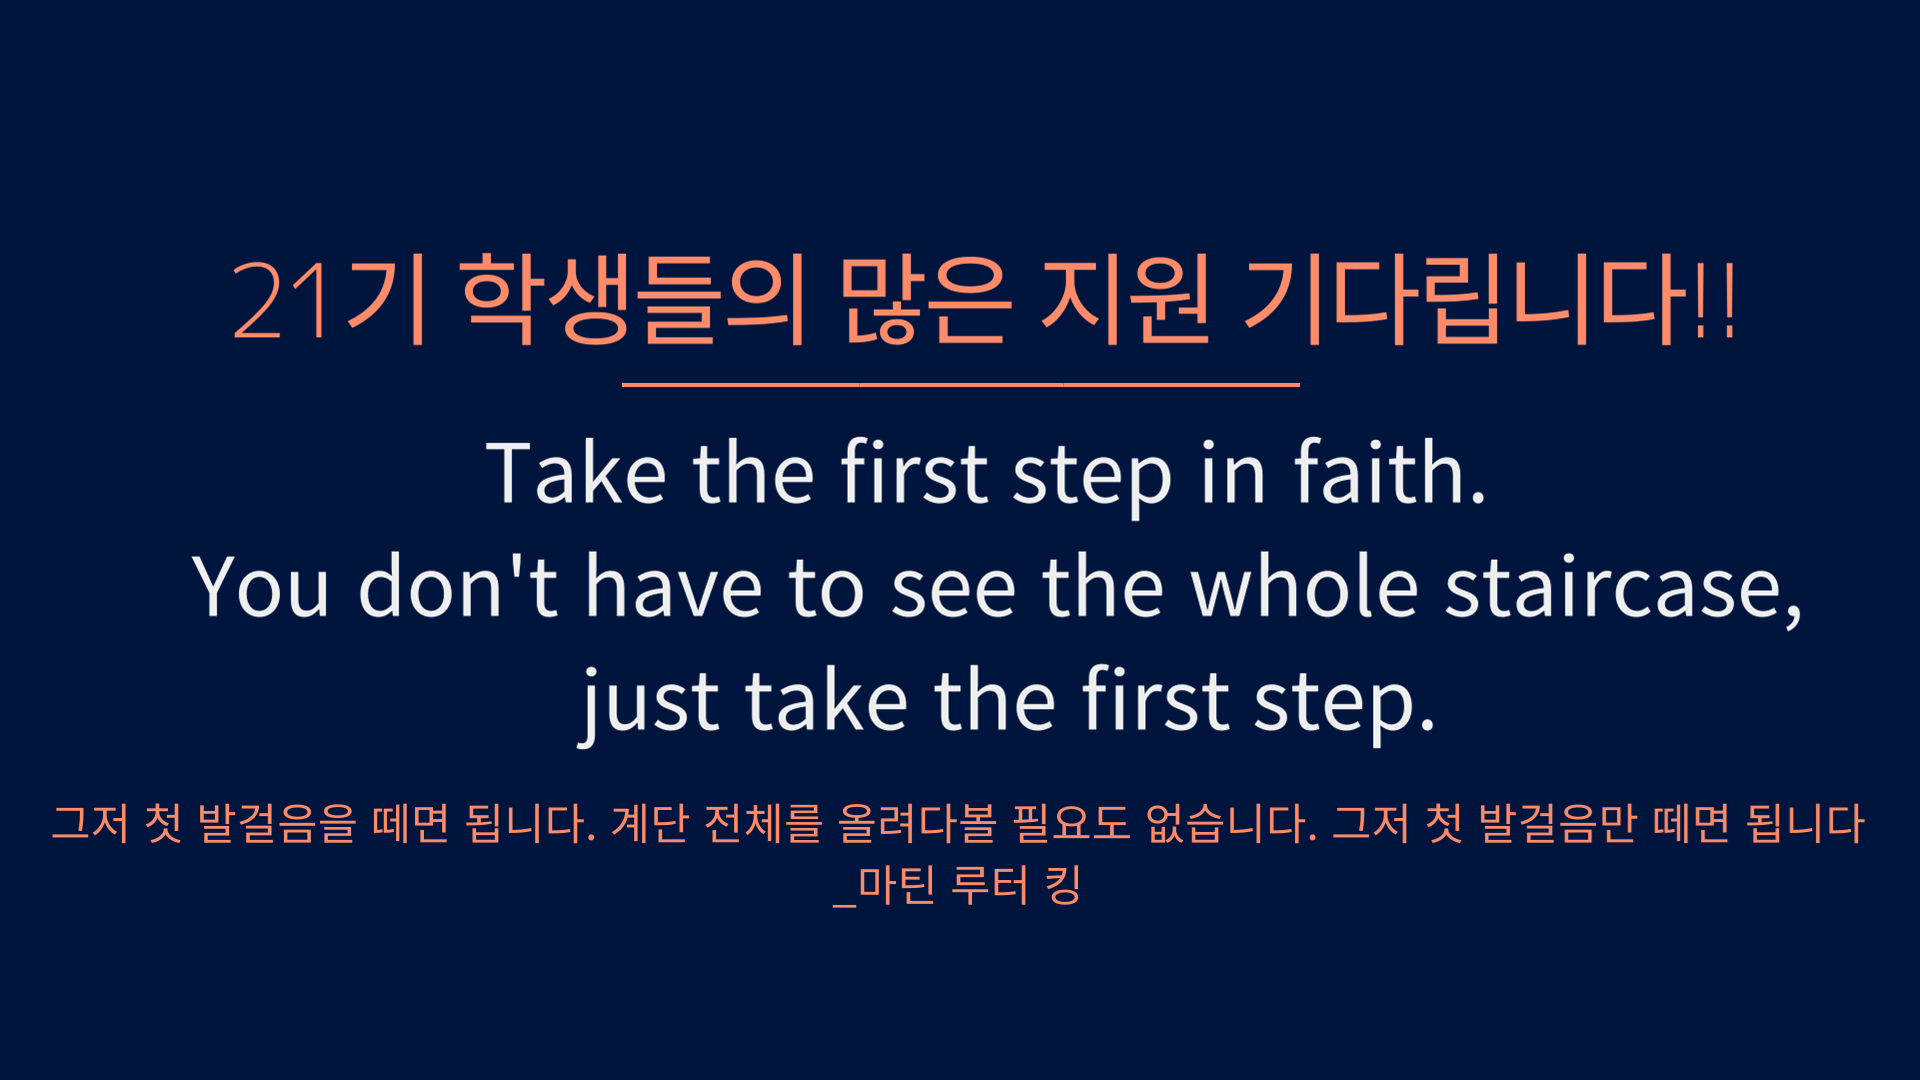 21기 학생들의 많은 지원 기다립니다!!
Take the first step in faith.
You don't have to see the whole staircase,
just take the first step.
그저 첫 발걸음을 떼면 됩니다. 계단 전체를 올려다볼 필요도 없습니다. 그저 첫 발걸음만 떼면 됩니다
_마틴 루터 킹